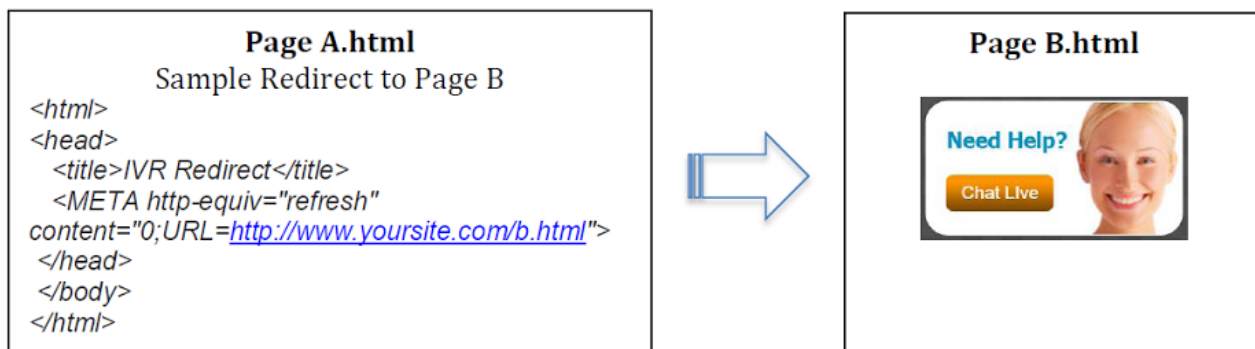 Page A.html
Sample Redirect to Page B
<html>
<head>
<title>IVR Redirect</title>
<META http-equiv="refresh"
content="0;URL=http://www.yoursite.com/b.html">
</head>
</body>
</html>
Page B.html
Need Help?
Chat Live